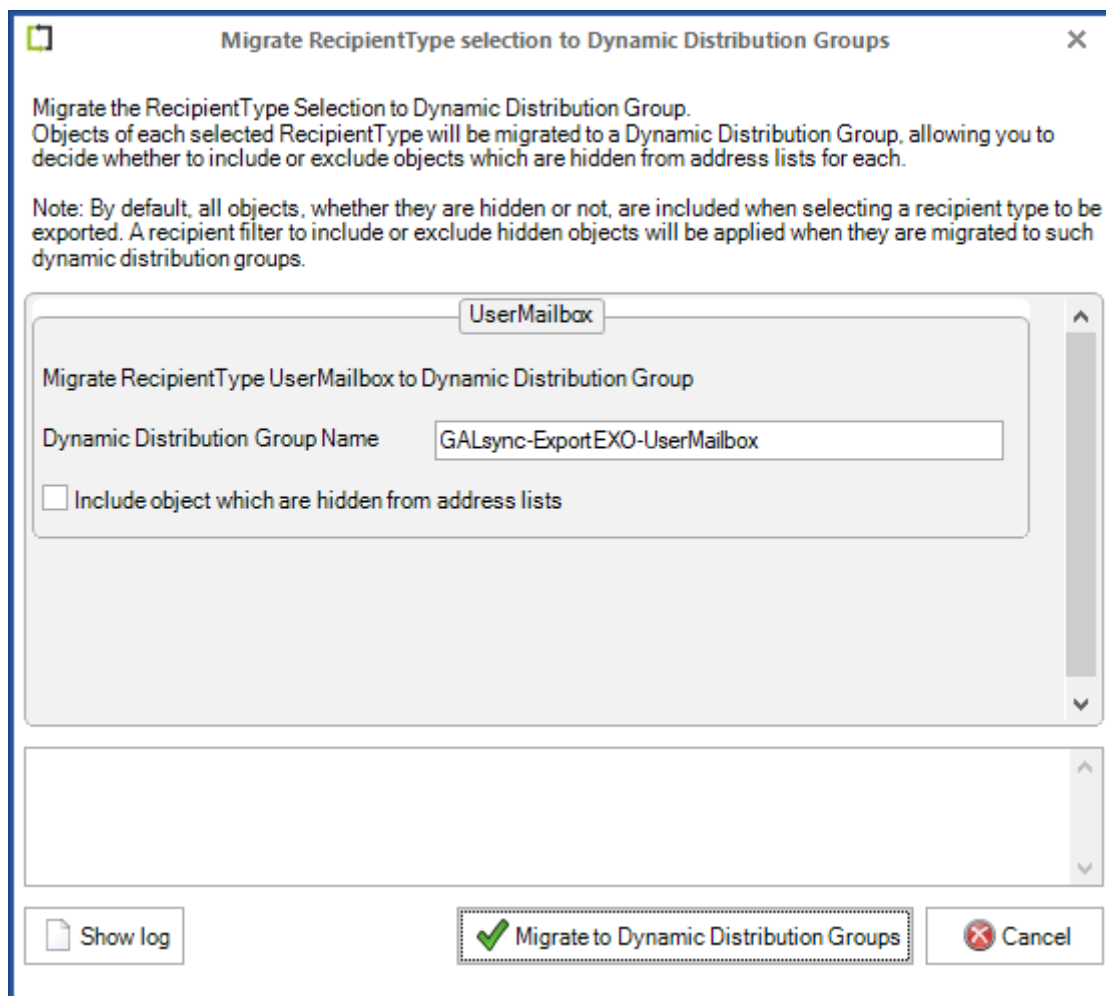 Migrate RecipientType selection to Dynamic Distribution Groups
Migrate the RecipientType Selection to Dynamic Distribution Group.
Objects of each selected RecipientType will be migrated to a Dynamic Distribution Group, allowing you to
decide whether to include or exclude objects which are hidden from address lists for each.
Note: By default, all objects, whether they are hidden or not, are included when selecting a recipient type to be
exported. A recipient filter to include or exclude hidden objects will be applied when they are migrated to such
dynamic distribution groups.
UserMailbox
Migrate RecipientType UserMailbox to Dynamic Distribution Group
Dynamic Distribution Group Name GALsync-ExportEXO-UserMailbox
Include object which are hidden from address lists
Show log Migrate to Dynamic Distribution Groups Cancel